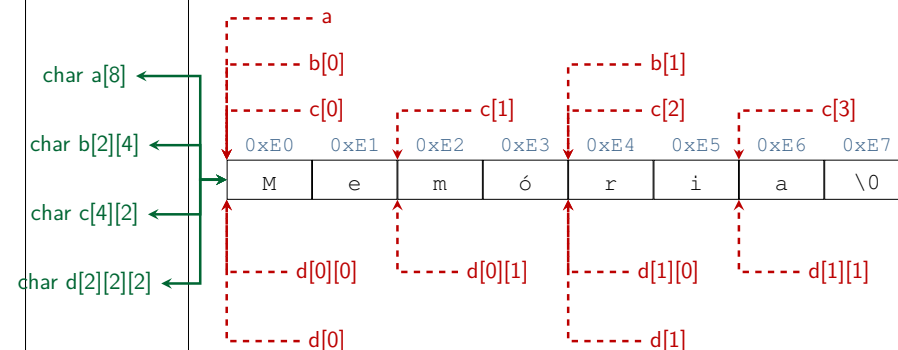 a
b[0] b[1]
char a[8]
c[0] c[1] c[2] c[3]
char b[2][4] 0xE0 0xE1 0xE2 0xE3 0xE4 0xE5 0xE6 0xE7
M e m ó r i a \0
char c[4][2]
d[0][0] d[0][1] d[1][0] d[1][1]
char d[2][2][2]
d[0] d[1]